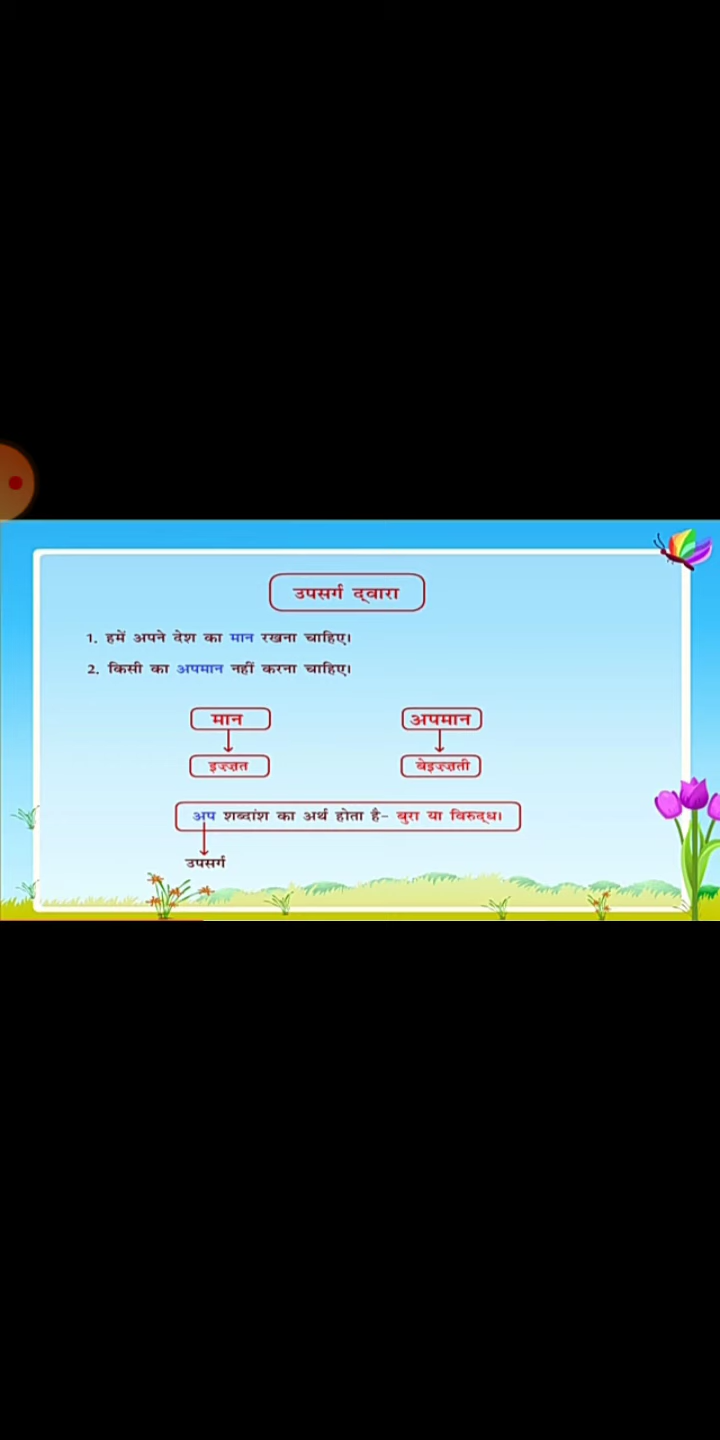 उपसर्ग द्‌वारा
1. हमें अपने देश का मान रखना चाहिए।
2. किसी का अपमान नहीं करना चाहिए।
मान अपमान
इज़्ज़त बेइज़्ज़ती
अप शब्दांश का अर्थ होता है- बुरा या विरुद्‌ध।
उपसर्ग